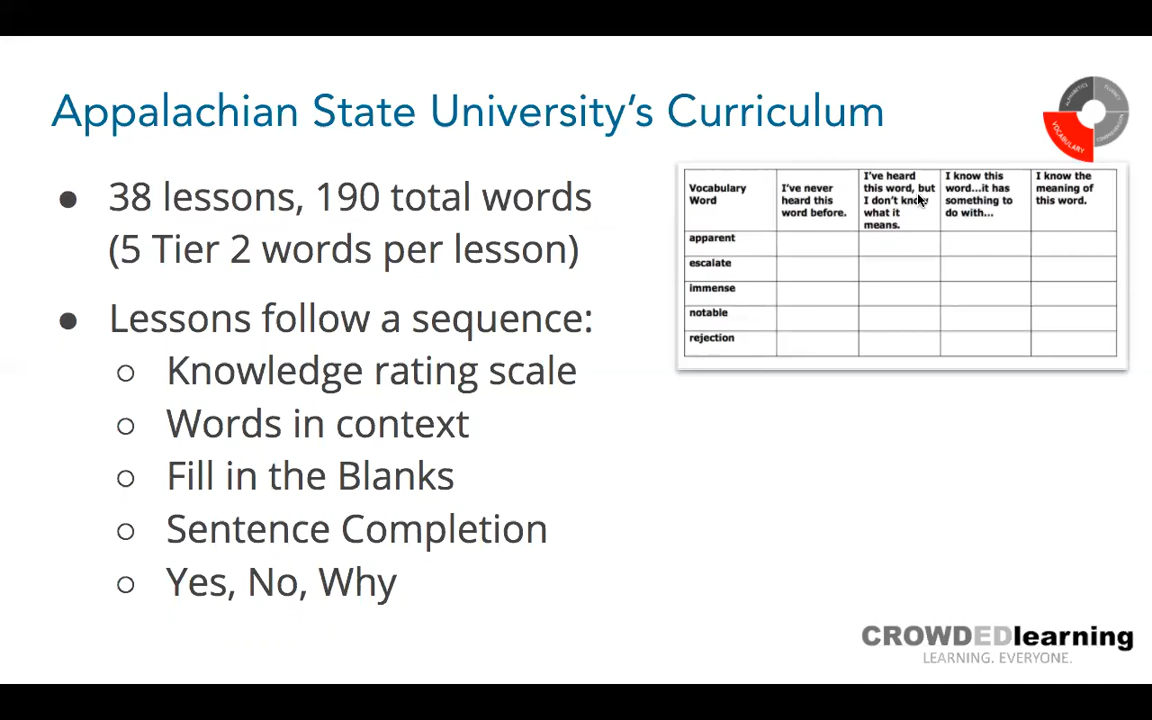 Appalachian State University's Curriculum
● 38 lessons, 190 total words
(5 Tier 2 words per lesson)
● Lessons follow a sequence:
○ Knowledge rating scale
○ Words in context
○ Fill in the Blanks
○ Sentence Completion
○ Yes, No, Why
ALPHABETICS
FLUENCY
VOCABULARY
COMPREHENSION
Vocabulary
Word
I've never
heard this
word before.
I've heard
this word, but
I don't know
what it
means.
I know this
word...it has
something to
do with...
I know the
meaning of
this word.
apparent
escalate
immense
notable
rejection
CROWDEDlearning
LEARNING. EVERYONE.